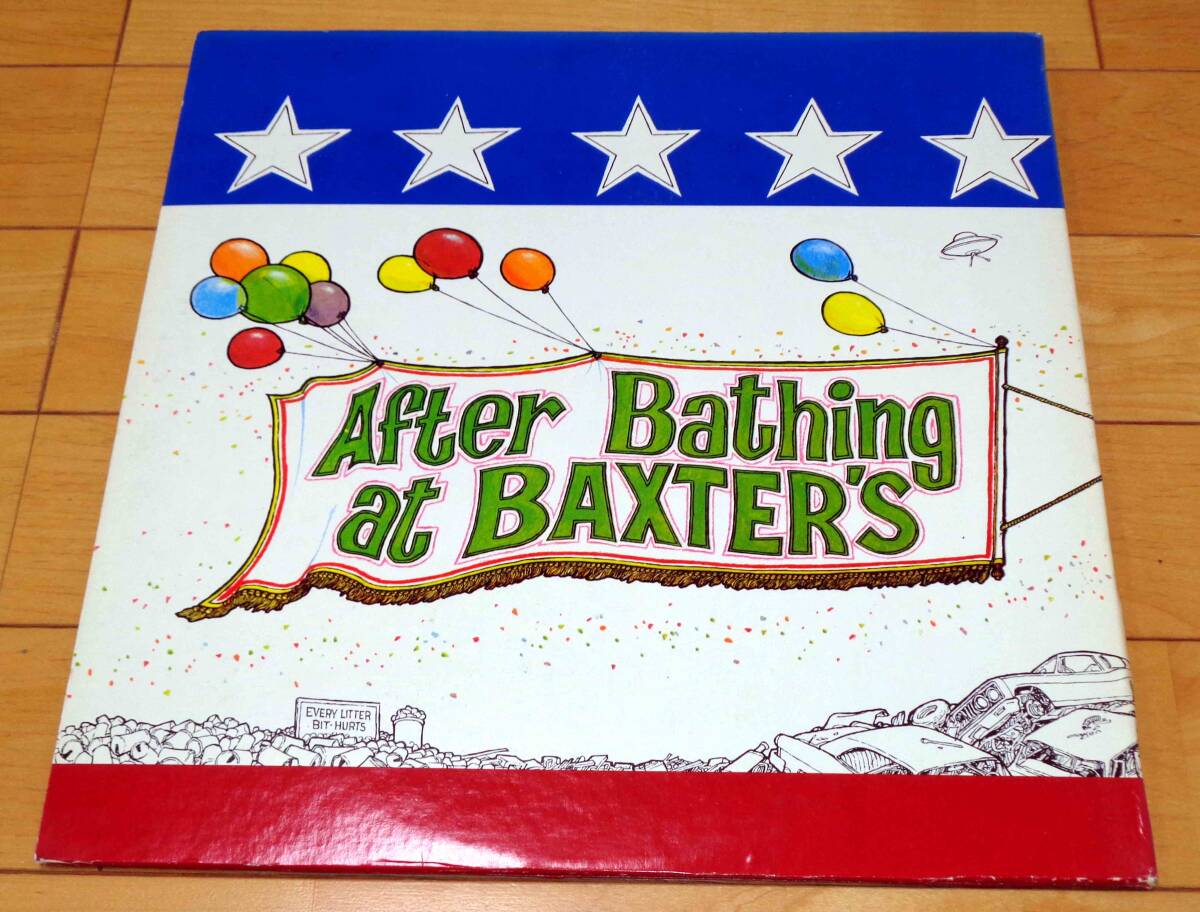 After Bathing
at BAXTER'S
EVERY LITTER
BIT·HURTS